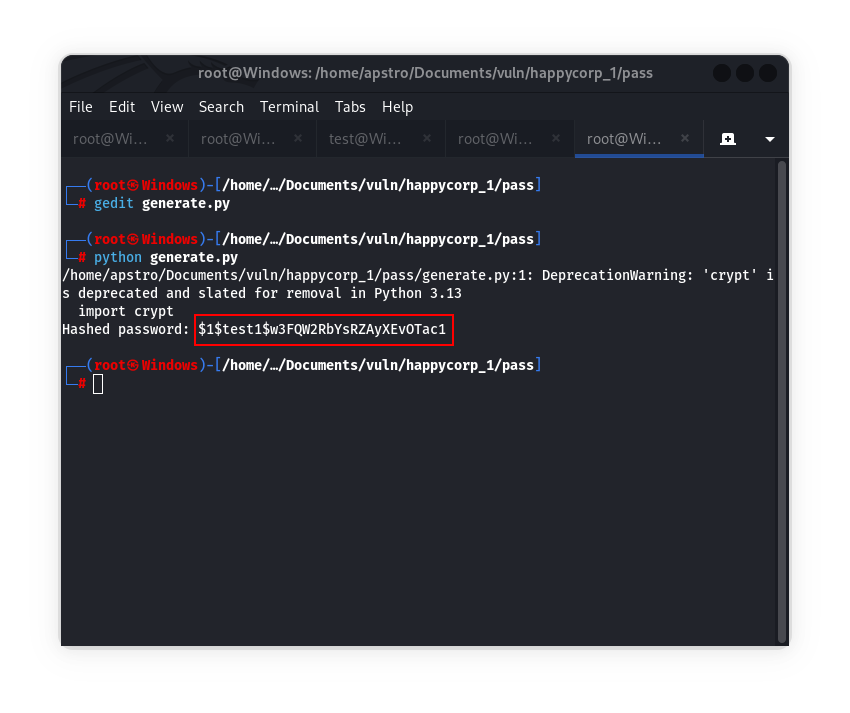 root@Windows: /home/apstro/Documents/vuln/happycorp_1/pass
File Edit View Search Terminal Tabs Help
root@Wi… × root@Wi… × test@Wi… × root@Wi… × root@Wi… ×
┌──(root㉿Windows)-[/home/…/Documents/vuln/happycorp_1/pass]
└─# gedit generate.py
┌──(root㉿Windows)-[/home/…/Documents/vuln/happycorp_1/pass]
└─# python generate.py
/home/apstro/Documents/vuln/happycorp_1/pass/generate.py:1: DeprecationWarning: 'crypt' i
s deprecated and slated for removal in Python 3.13
  import crypt
Hashed password: $1$test1$w3FQW2RbYsRZAyXEvOTac1
┌──(root㉿Windows)-[/home/…/Documents/vuln/happycorp_1/pass]
└─#